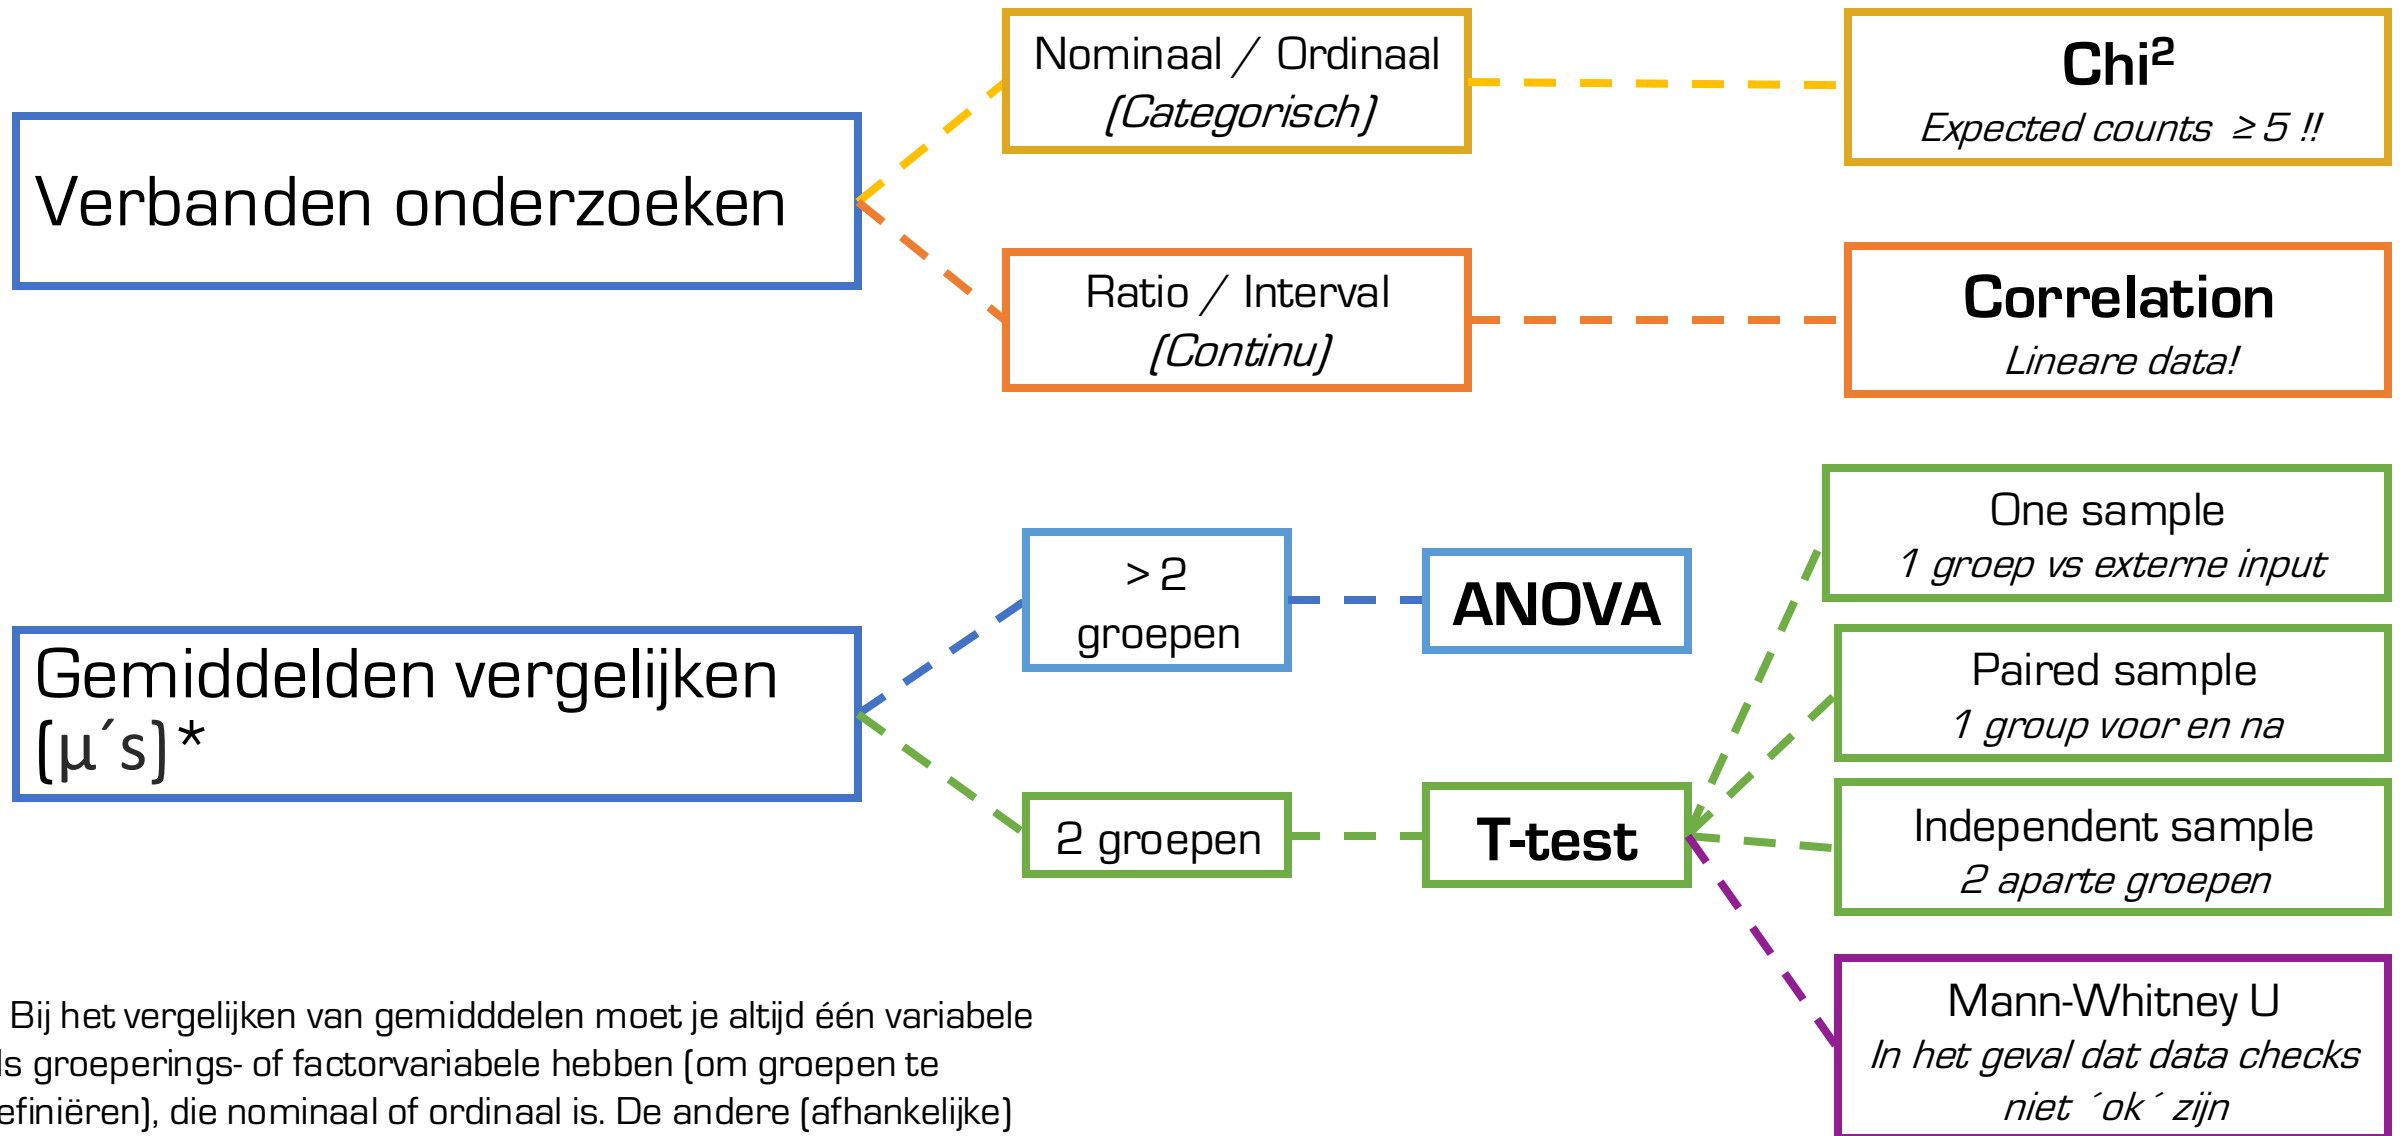 Nominaal / Ordinaal
(Categorisch)
Chi²
Expected counts ≥ 5 !!
Verbanden onderzoeken
Ratio / Interval
(Continu)
Correlation
Lineare data!
One sample
1 groep vs externe input
> 2
groepen
ANOVA
Gemiddelden vergelijken
(µ´s)*
Paired sample
1 group voor en na
2 groepen
T-test
Independent sample
2 aparte groepen
Mann-Whitney U
In het geval dat data checks
niet ´ok´ zijn
Bij het vergelijken van gemidddelen moet je altijd één variabele
ls groeperings- of factorvariabele hebben (om groepen te
efiniëren), die nominaal of ordinaal is. De andere (afhankelijke)